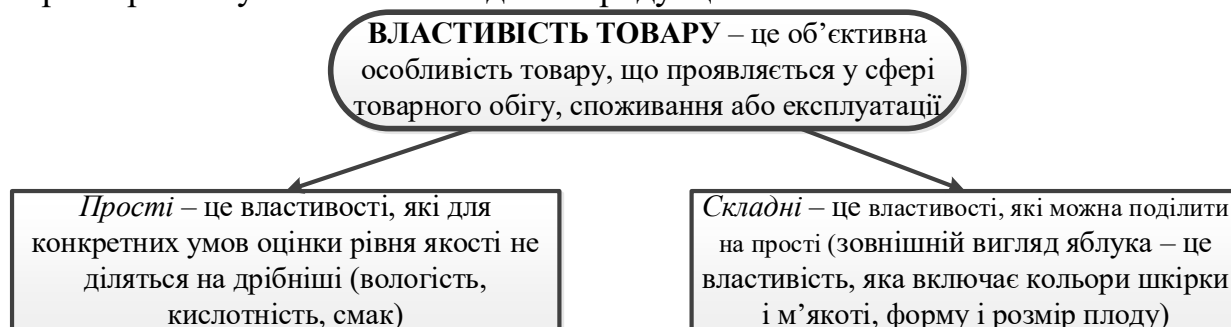 ВЛАСТИВІСТЬ ТОВАРУ – це об’єктивна
особливість товару, що проявляється у сфері
товарного обігу, споживання або експлуатації
Прості – це властивості, які для
конкретних умов оцінки рівня якості не
діляться на дрібніші (вологість,
кислотність, смак)
Складні – це властивості, які можна поділити
на прості (зовнішній вигляд яблука – це
властивість, яка включає кольори шкірки
і м’якоті, форму і розмір плоду)